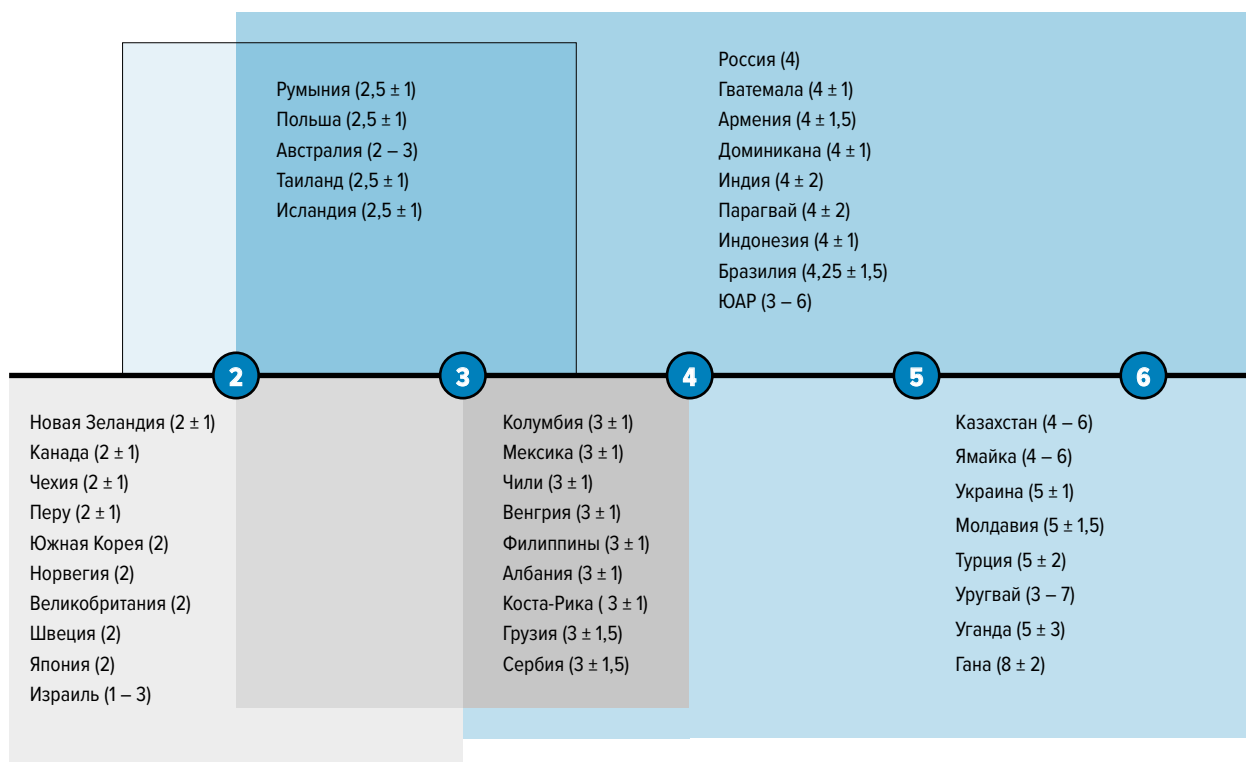 Румыния (2,5 ± 1)
Польша (2,5 ± 1)
Австралия (2 – 3)
Таиланд (2,5 ± 1)
Исландия (2,5 ± 1)
Россия (4)
Гватемала (4 ± 1)
Армения (4 ± 1,5)
Доминикана (4 ± 1)
Индия (4 ± 2)
Парагвай (4 ± 2)
Индонезия (4 ± 1)
Бразилия (4,25 ± 1,5)
ЮАР (3 – 6)
2 3 4 5 6
Новая Зеландия (2 ± 1)
Канада (2 ± 1)
Чехия (2 ± 1)
Перу (2 ± 1)
Южная Корея (2)
Норвегия (2)
Великобритания (2)
Швеция (2)
Япония (2)
Израиль (1 – 3)
Колумбия (3 ± 1)
Мексика (3 ± 1)
Чили (3 ± 1)
Венгрия (3 ± 1)
Филиппины (3 ± 1)
Албания (3 ± 1)
Коста-Рика ( 3 ± 1)
Грузия (3 ± 1,5)
Сербия (3 ± 1,5)
Казахстан (4 – 6)
Ямайка (4 – 6)
Украина (5 ± 1)
Молдавия (5 ± 1,5)
Турция (5 ± 2)
Уругвай (3 – 7)
Уганда (5 ± 3)
Гана (8 ± 2)